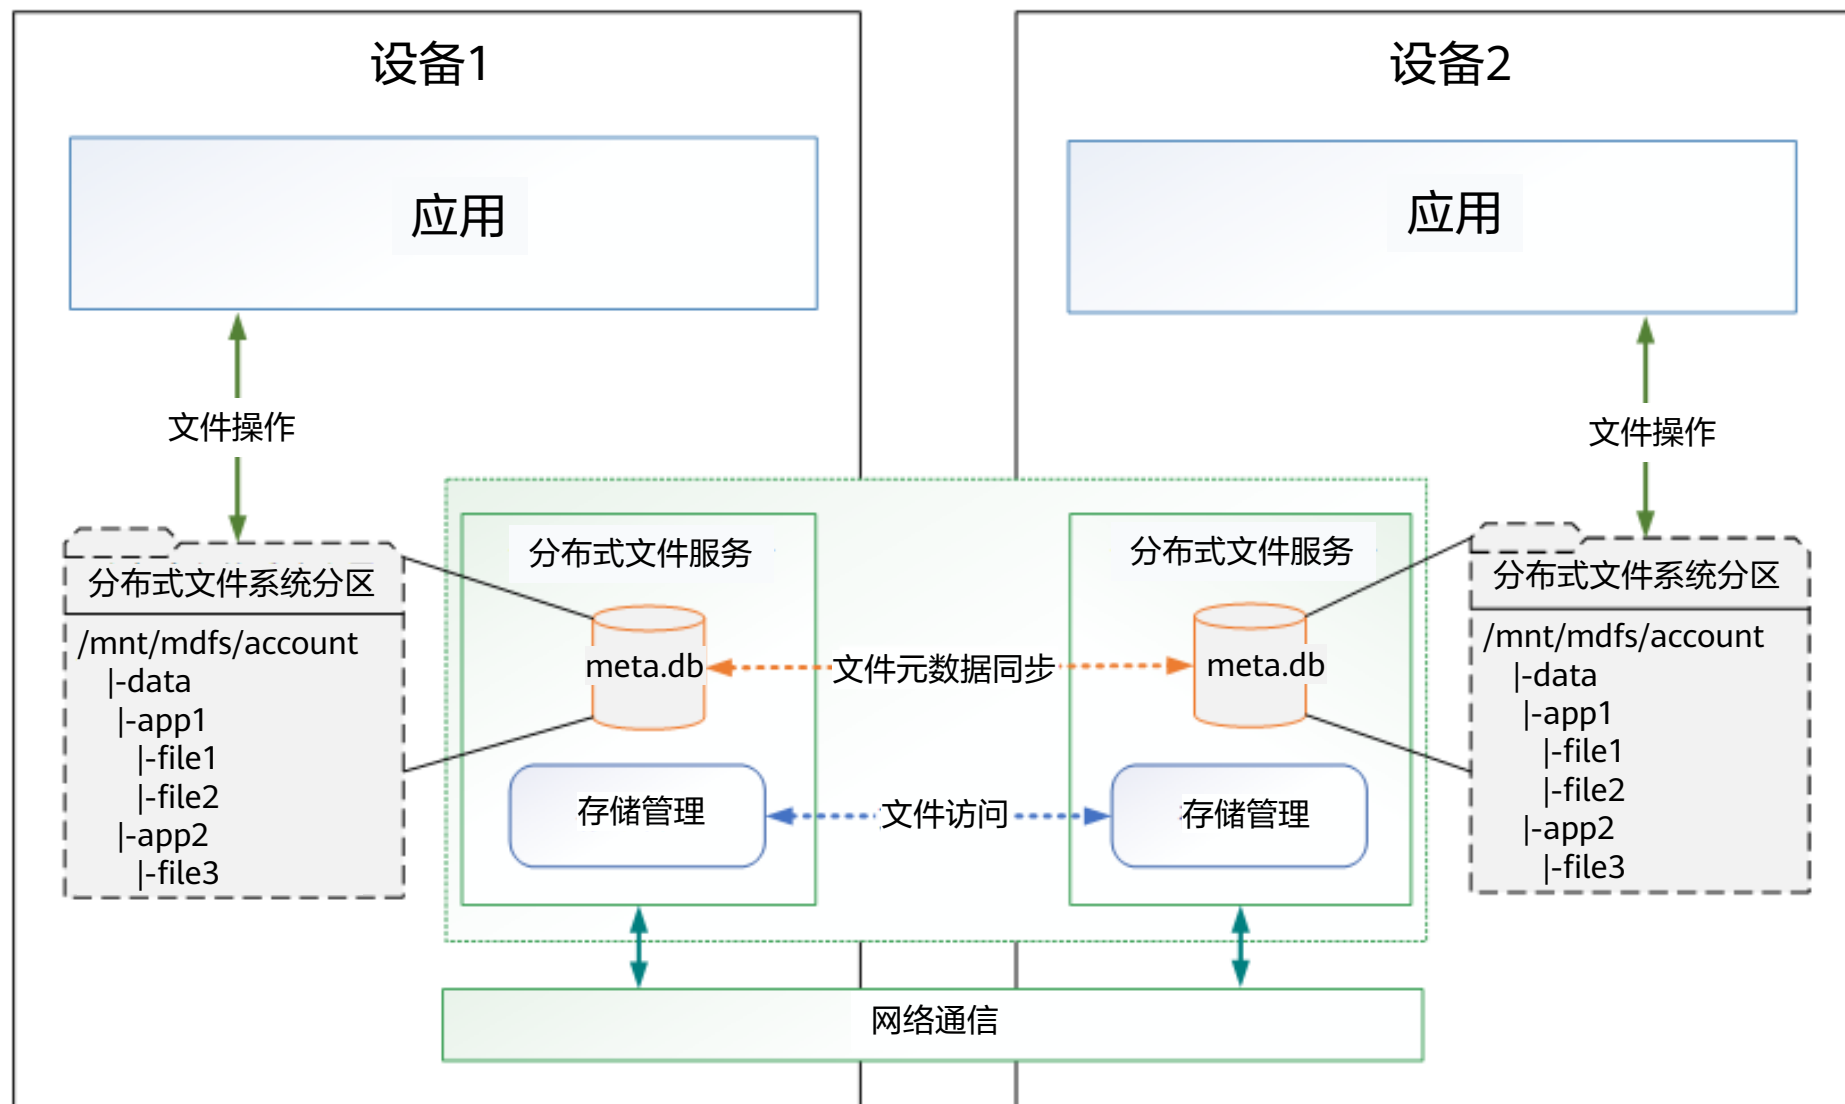 设备1
应用
文件操作
分布式文件系统分区
/mnt/mdfs/account
|-data
|-app1
|-file1
|-file2
|-app2
|-file3
分布式文件服务
meta.db
存储管理
文件元数据同步
文件访问
设备2
应用
文件操作
分布式文件服务
meta.db
存储管理
分布式文件系统分区
/mnt/mdfs/account
|-data
|-app1
|-file1
|-file2
|-app2
|-file3
网络通信